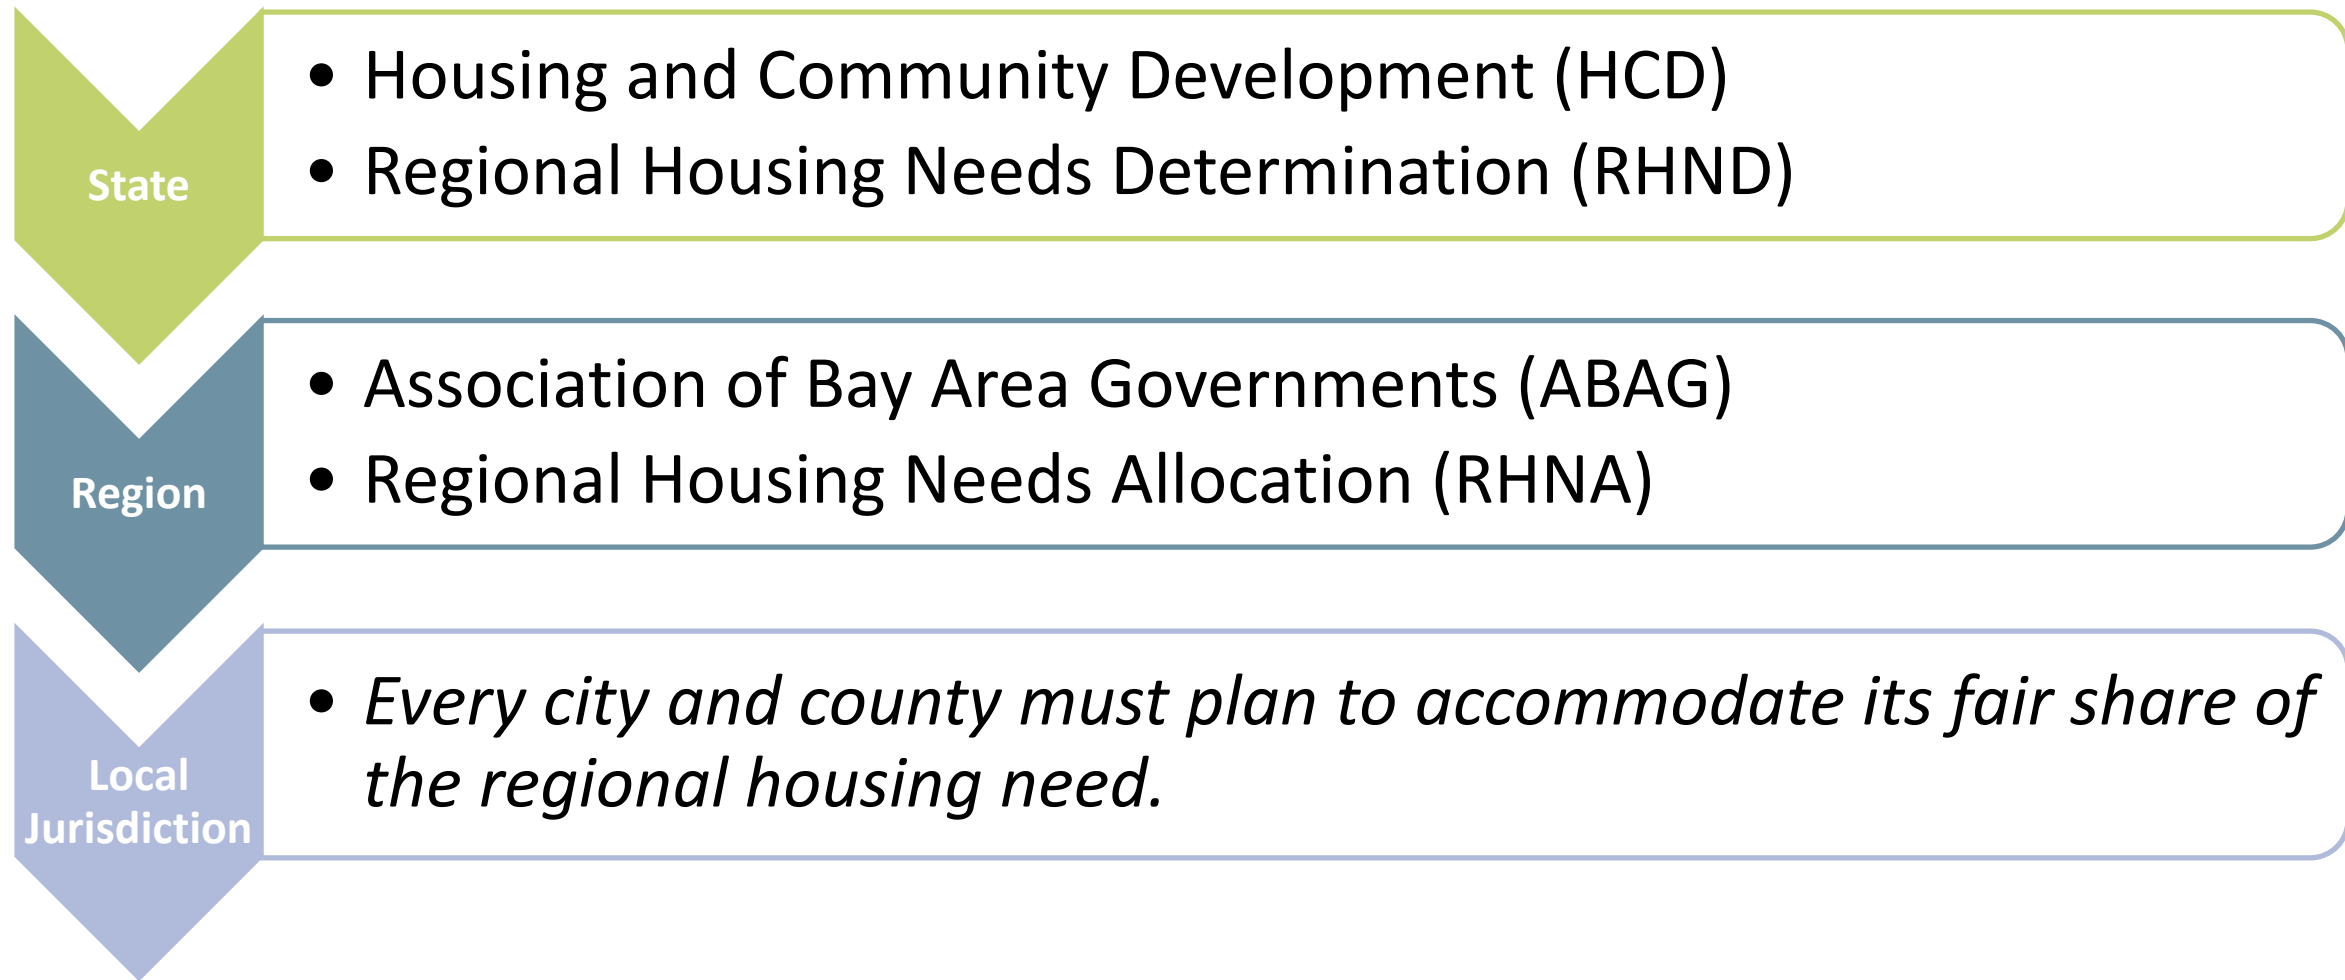 State
• Housing and Community Development (HCD)
• Regional Housing Needs Determination (RHND)
Region
• Association of Bay Area Governments (ABAG)
• Regional Housing Needs Allocation (RHNA)
Local
Jurisdiction
• Every city and county must plan to accommodate its fair share of
the regional housing need.